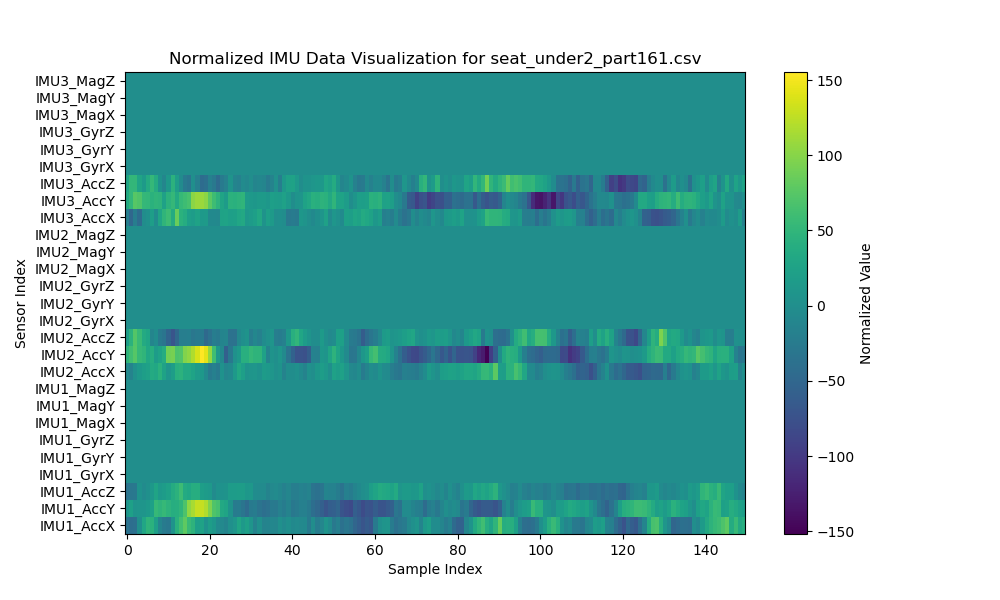 Normalized IMU Data Visualization for seat_under2_part161.csv
IMU3_MagZ
IMU3_MagY
IMU3_MagX
IMU3_GyrZ
IMU3_GyrY
IMU3_GyrX
IMU3_AccZ
IMU3_AccY
IMU3_AccX
IMU2_MagZ
IMU2_MagY
IMU2_MagX
IMU2_GyrZ
IMU2_GyrY
IMU2_GyrX
IMU2_AccZ
IMU2_AccY
IMU2_AccX
IMU1_MagZ
IMU1_MagY
IMU1_MagX
IMU1_GyrZ
IMU1_GyrY
IMU1_GyrX
IMU1_AccZ
IMU1_AccY
IMU1_AccX
Sensor Index
0 20 40 60 80 100 120 140
Sample Index
150
100
50
0
−50
−100
−150
Normalized Value